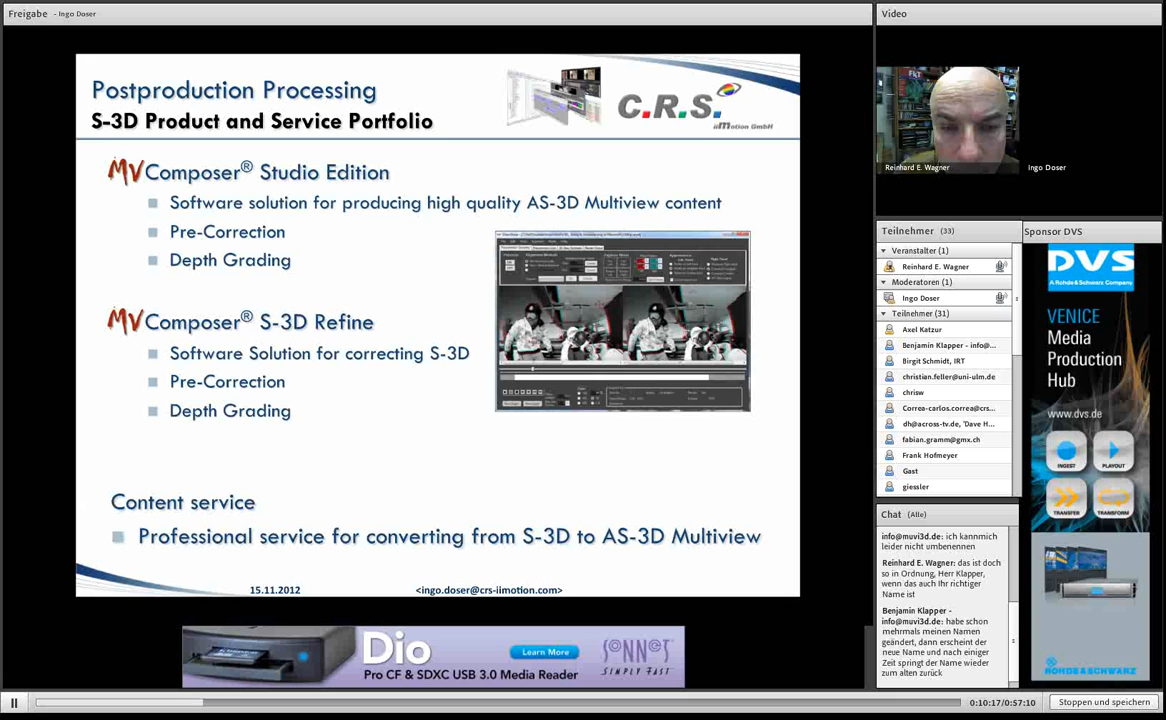 Freigabe - Ingo Doser
Postproduction Processing
S-3D Product and Service Portfolio
C.R.S.
iiMotion GmbH
MVComposer® Studio Edition
Software solution for producing high quality AS-3D Multiview content
Pre-Correction
Depth Grading
MVComposer® S-3D Refine
Software Solution for correcting S-3D
Pre-Correction
Depth Grading
Content service
Professional service for converting from S-3D to AS-3D Multiview
15.11.2012 <ingo.doser@crs-iimotion.com>
Dio
Pro CF & SDXC USB 3.0 Media Reader
Learn More
SONNET
SIMPLY FAST
0:10:17/0:57:10
Stoppen und speichern
Video
FKT
Reinhard E. Wagner
Ingo Doser
Teilnehmer (33)
Veranstalter (1)
Reinhard E. Wagner
Moderatoren (1)
Ingo Doser
Teilnehmer (31)
Axel Katzur
Benjamin Klapper - info@...
Birgit Schmidt, IRT
christian.feller@uni-ulm.de
chrisw
Correa-carlos.correa@crs...
dh@across-tv.de, 'Dave H...
fabian.gramm@gmx.ch
Frank Hofmeyer
Gast
giessler
Chat (Alle)
info@muvi3d.de: ich kannmich
leider nicht umbenennen
Reinhard E. Wagner: das ist doch
so in Ordnung, Herr Klapper,
wenn das auch Ihr richtiger
Name ist
Benjamin Klapper -
info@muvi3d.de: habe schon
mehrmals meinen Namen
geändert, dann erscheint der
neue Name und nach einiger
Zeit springt der Name wieder
zum alten zurück
Sponsor DVS
DVS
A Rohde & Schwarz Company
VENICE
Media
Production
Hub
www.dvs.de
INGEST
PLAYOUT
TRANSFER
TRANSFORM
ROHDE & SCHWARZ